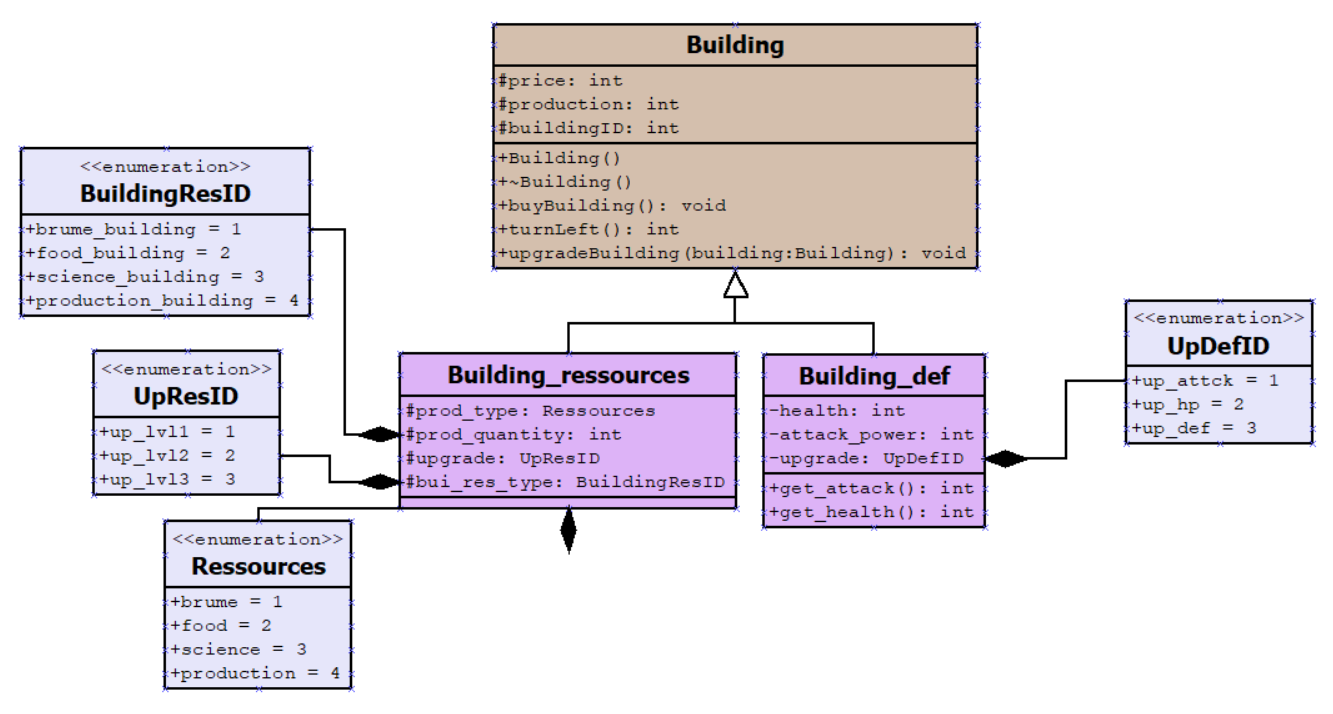 Building
#price: int
#production: int
#buildingID: int
+Building()
+~Building()
+buyBuilding(): void
+turnLeft(): int
+upgradeBuilding(building:Building): void
<<enumeration>>
BuildingResID
+brume_building = 1
+food_building = 2
+science_building = 3
+production_building = 4
<<enumeration>>
UpResID
+up_lvl1 = 1
+up_lvl2 = 2
+up_lvl3 = 3
Building_ressources
#prod_type: Ressources
#prod_quantity: int
#upgrade: UpResID
#bui_res_type: BuildingResID
Building_def
-health: int
-attack_power: int
-upgrade: UpDefID
+get_attack(): int
+get_health(): int
<<enumeration>>
UpDefID
+up_attck = 1
+up_hp = 2
+up_def = 3
<<enumeration>>
Ressources
+brume = 1
+food = 2
+science = 3
+production = 4